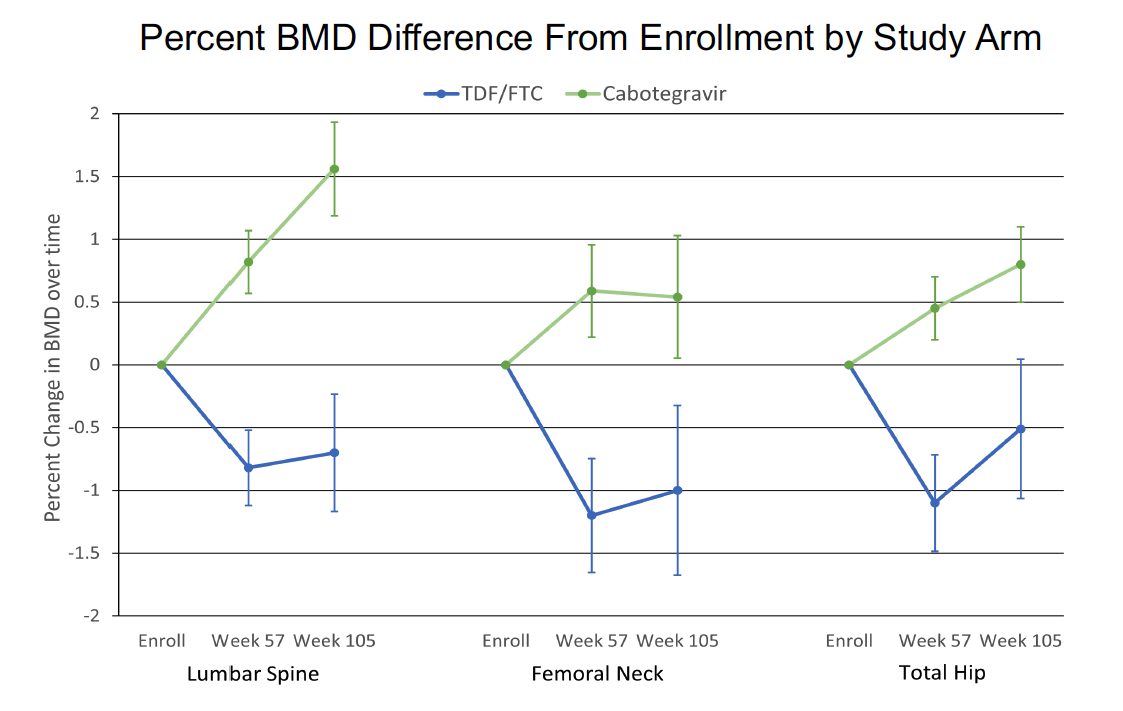 Percent BMD Difference From Enrollment by Study Arm
TDF/FTC Cabotegravir
Percent Change in BMD over time
2
1.5
1
0.5
0
-0.5
-1
-1.5
-2
Enroll Week 57 Week 105 Enroll Week 57 Week 105 Enroll Week 57 Week 105
Lumbar Spine Femoral Neck Total Hip